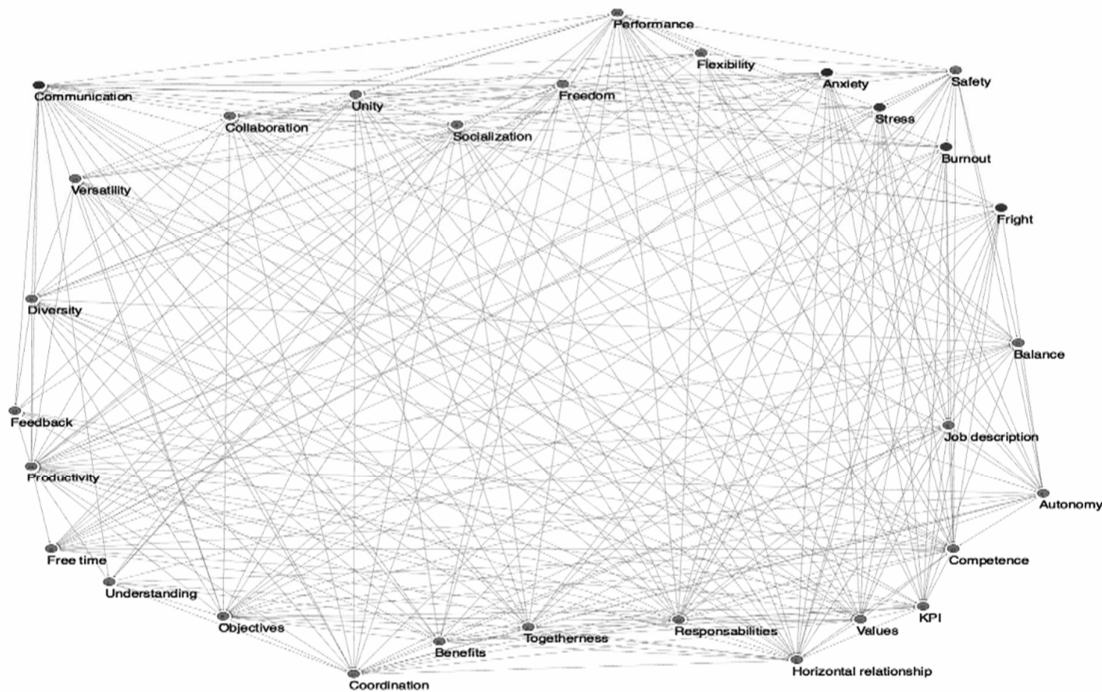 Performance
Flexibility
Anxiety
Safety
Communication
Unity
Freedom
Stress
Collaboration
Socialization
Burnout
Versatility
Fright
Diversity
Balance
Feedback
Job description
Productivity
Autonomy
Free time
Competence
Understanding
Objectives
KPI
Benefits
Togetherness
Responsabilities
Values
Horizontal relationship
Coordination